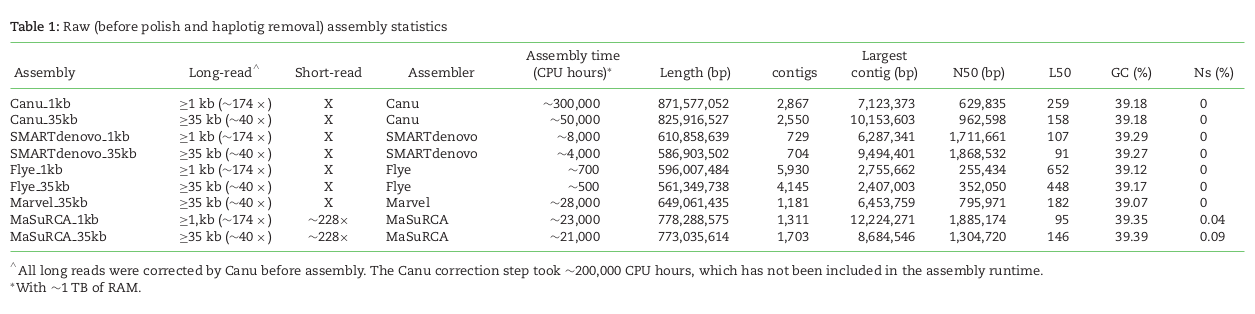 Table 1: Raw (before polish and haplotig removal) assembly statistics
Assembly Long-read^ Short-read Assembler Assembly time (CPU hours)* Length (bp) contigs Largest contig (bp) N50 (bp) L50 GC (%) Ns (%)
Canu_1kb ≥1 kb (∼174 ×) X Canu ∼300,000 871,577,052 2,867 7,123,373 629,835 259 39.18 0
Canu_35kb ≥35 kb (∼40 ×) X Canu ∼50,000 825,916,527 2,550 10,153,603 962,598 158 39.18 0
SMARTdenovo_1kb ≥1 kb (∼174 ×) X SMARTdenovo ∼8,000 610,858,639 729 6,287,341 1,711,661 107 39.29 0
SMARTdenovo_35kb ≥35 kb (∼40 ×) X SMARTdenovo ∼4,000 586,903,502 704 9,494,401 1,868,532 91 39.27 0
Flye_1kb ≥1 kb (∼174 ×) X Flye ∼700 596,007,484 5,930 2,755,662 255,434 652 39.12 0
Flye_35kb ≥35 kb (∼40 ×) X Flye ∼500 561,349,738 4,145 2,407,003 352,050 448 39.17 0
Marvel_35kb ≥35 kb (∼40 ×) X Marvel ∼28,000 649,061,435 1,181 6,453,759 795,971 182 39.07 0
MaSuRCA_1kb ≥1,kb (∼174 ×) ∼228× MaSuRCA ∼23,000 778,288,575 1,311 12,224,271 1,885,174 95 39.35 0.04
MaSuRCA_35kb ≥35 kb (∼40 ×) ∼228× MaSuRCA ∼21,000 773,035,614 1,703 8,684,546 1,304,720 146 39.39 0.09
^All long reads were corrected by Canu before assembly. The Canu correction step took ∼200,000 CPU hours, which has not been included in the assembly runtime.
*With ∼1 TB of RAM.